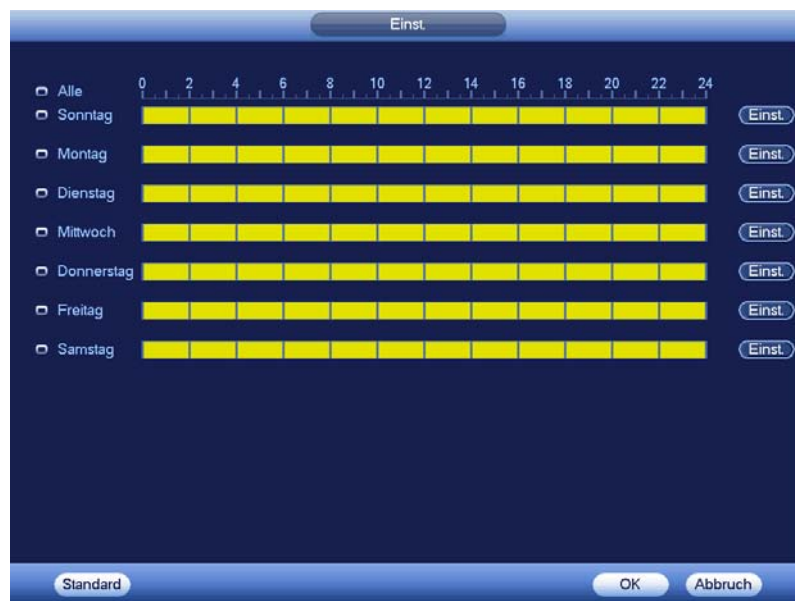 Einst.
Alle 0 2 4 6 8 10 12 14 16 18 20 22 24
Sonntag Einst.
Montag Einst.
Dienstag Einst.
Mittwoch Einst.
Donnerstag Einst.
Freitag Einst.
Samstag Einst.
Standard OK Abbruch